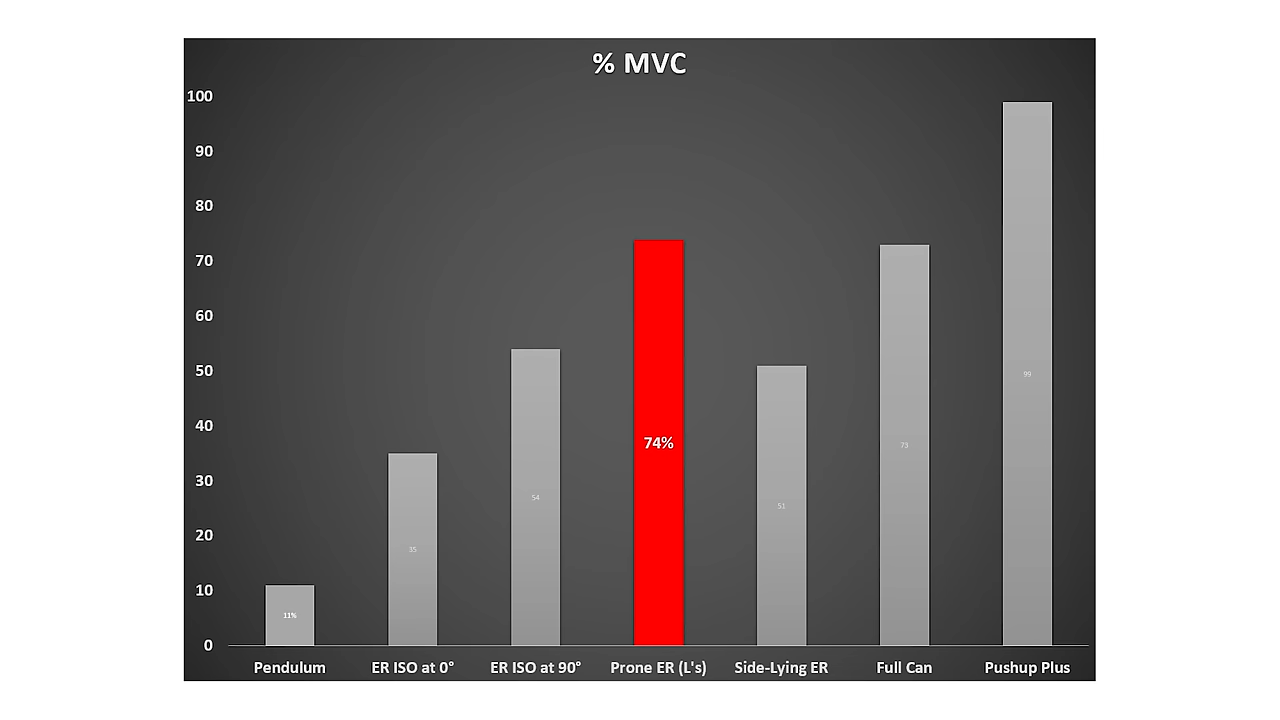 % MVC
100
90
80
70
60
50
40
30
20
10
0
11%
35
54
74%
51
73
99
Pendulum
ER ISO at 0°
ER ISO at 90°
Prone ER (L's)
Side-Lying ER
Full Can
Pushup Plus